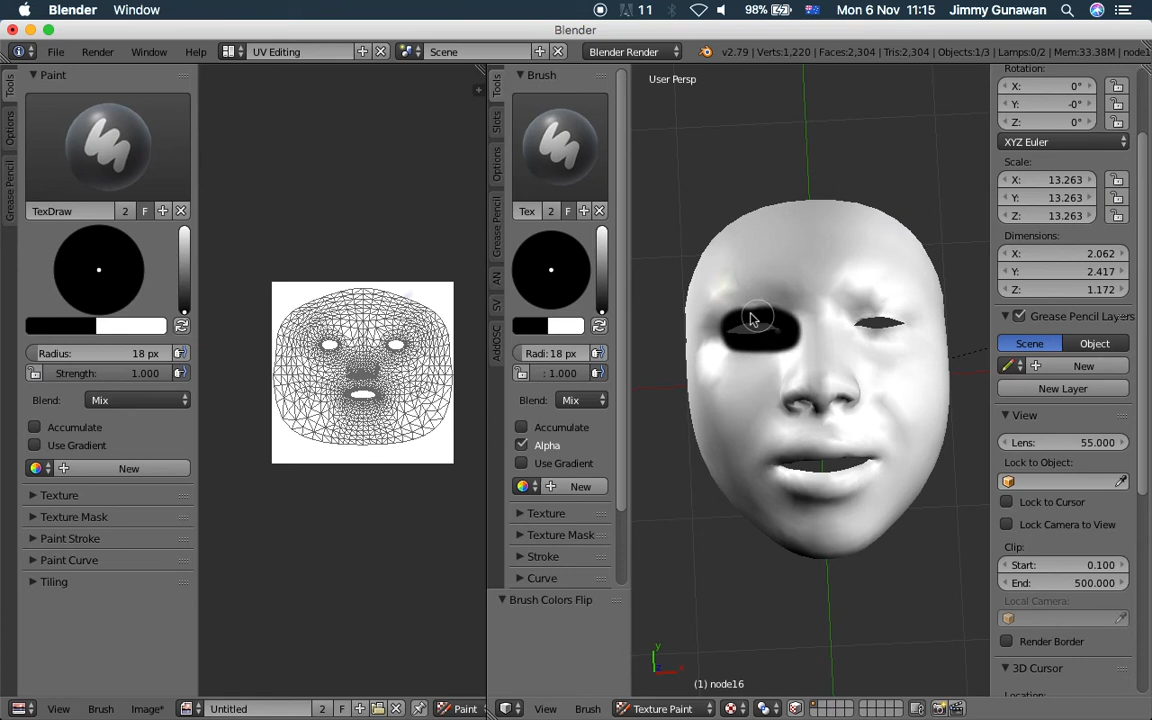 Blender File Edit Window Help 11 98% Mon 6 Nov 11:15 Jimmy Gunawan
Blender
File Render Window Help UV Editing Scene Blender Render v2.79 | Verts:1,220 | Faces:2,304 | Tris:2,304 | Objects:1/3 | Lamps:0/2 | Mem:33.38M | node1
Tools
Options
Grease Pencil
Paint
TexDraw 2 F
Radius: 18 px
Strength: 1.000
Blend: Mix
Accumulate
Use Gradient
New
Texture
Texture Mask
Paint Stroke
Paint Curve
Tiling
Tools
Slots
Options
Grease Pencil
AN
SV
AddOSC
Brush
Tex 2 F
Radi: 18 px
: 1.000
Blend: Mix
Accumulate
Alpha
Use Gradient
New
Texture
Texture Mask
Stroke
Curve
Brush Colors Flip
User Persp
y
x
(1) node16
Rotation:
X: 0°
Y: -0°
Z: 0°
XYZ Euler
Scale:
X: 13.263
Y: 13.263
Z: 13.263
Dimensions:
X: 2.062
Y: 2.417
Z: 1.172
Grease Pencil Layers
Scene Object
New
New Layer
View
Lens: 55.000
Lock to Object:
Lock to Cursor
Lock Camera to View
Clip:
Start: 0.100
End: 500.000
Local Camera:
Render Border
3D Cursor
View Brush Image* Untitled 2 F Paint
View Brush Texture Paint